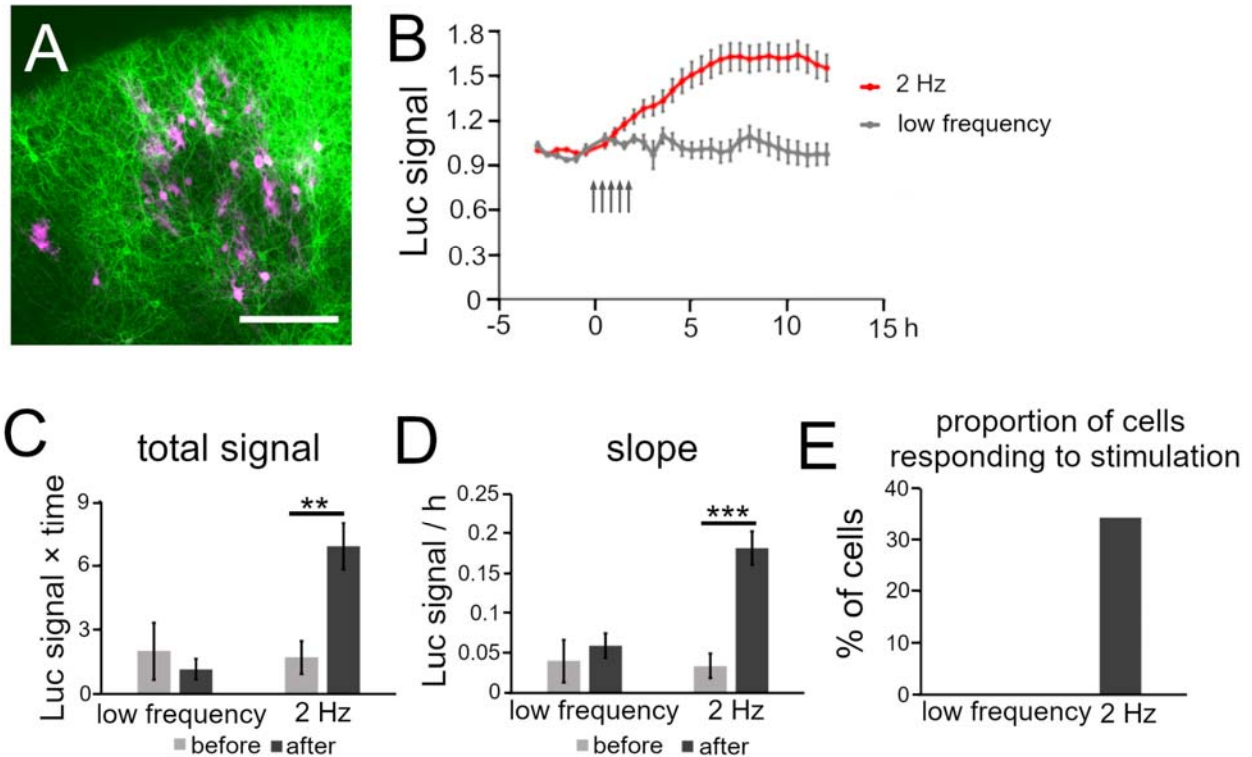 A
B
Luc signal
1.8
1.5
1.2
0.9
0.6
0.3
0
-5
0
5
10
15 h
2 Hz
low frequency
C
total signal
Luc signal × time
9
6
3
0
**
low frequency
2 Hz
before
after
D
slope
Luc signal / h
0.25
0.2
0.15
0.1
0.05
0
***
low frequency
2 Hz
before
after
E
proportion of cells
responding to stimulation
% of cells
40
30
20
10
0
low frequency
2 Hz